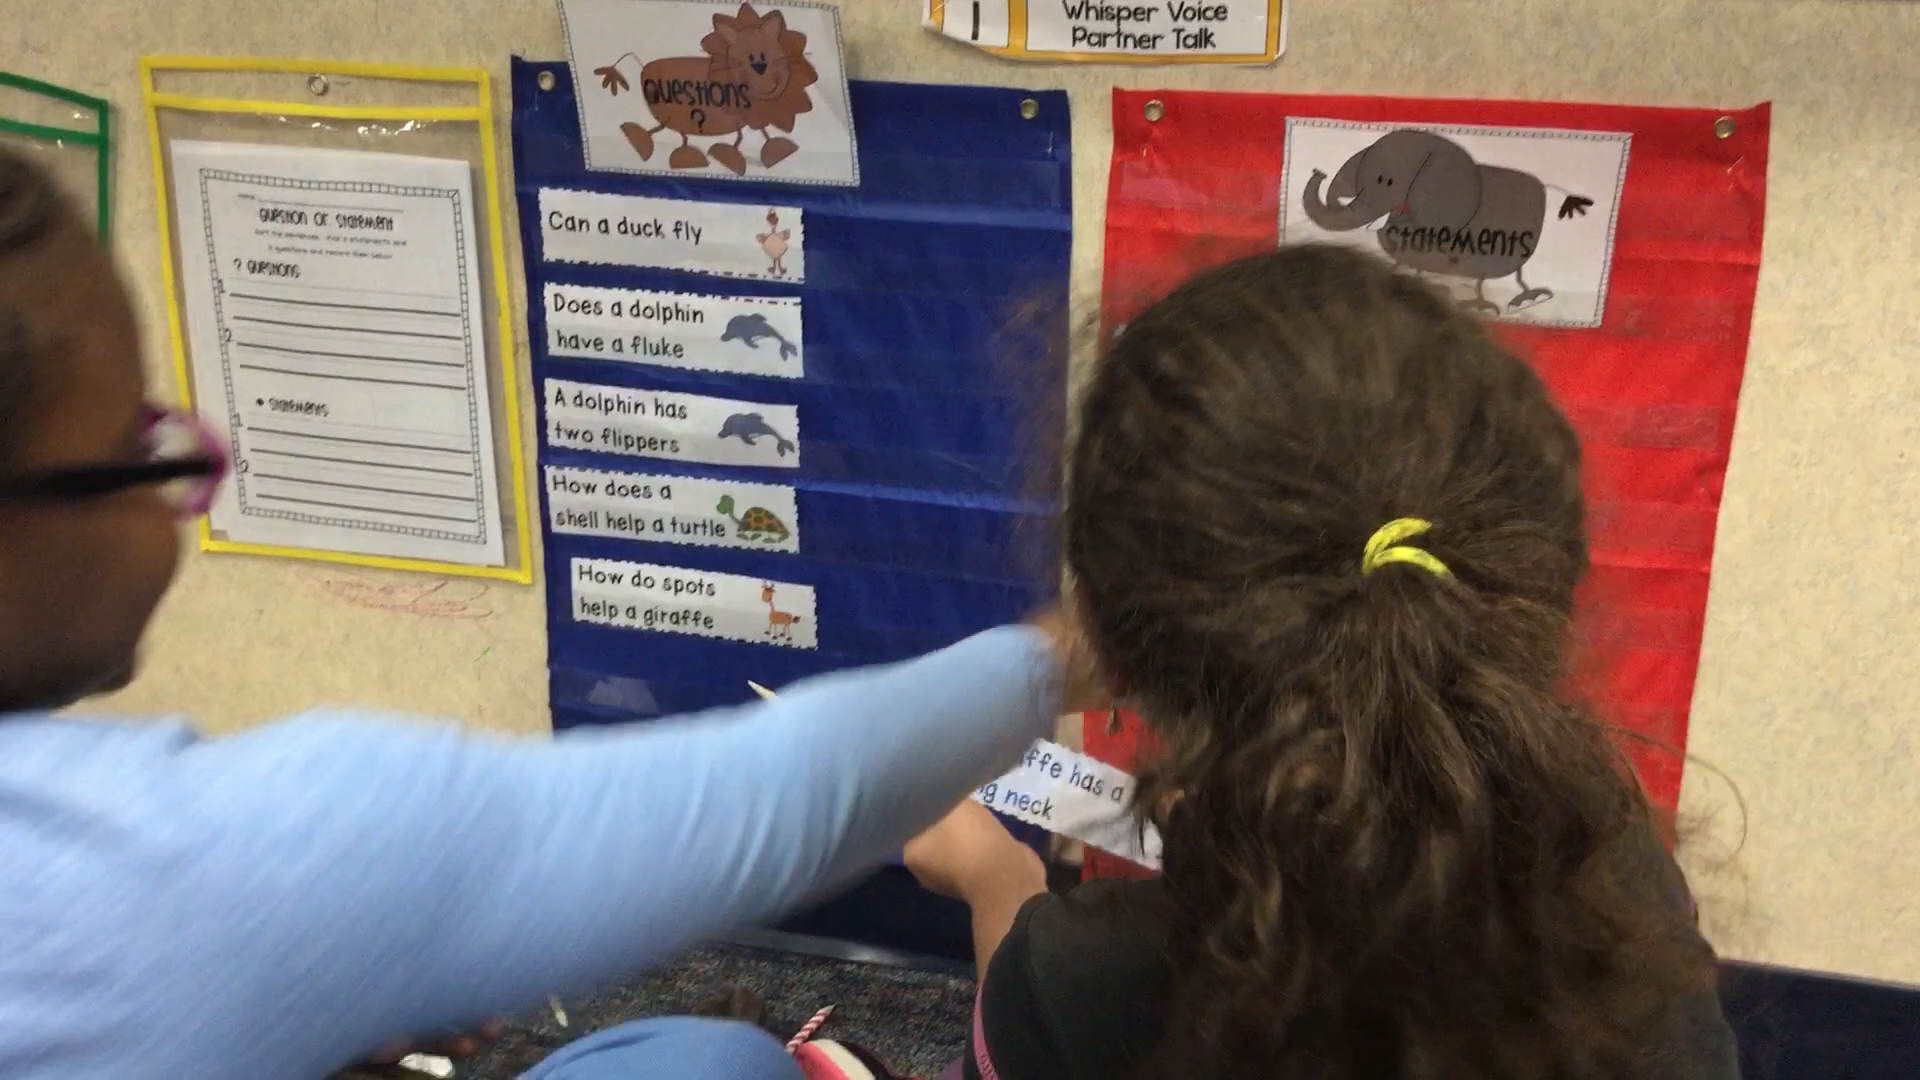 1
Whisper Voice
Partner Talk
Questions
?
Statements
Question or Statement
? Questions
1
2
• Statements
1
2
Can a duck fly
Does a dolphin
have a fluke
A dolphin has
two flippers
How does a
shell help a turtle
How do spots
help a giraffe
has a
neck